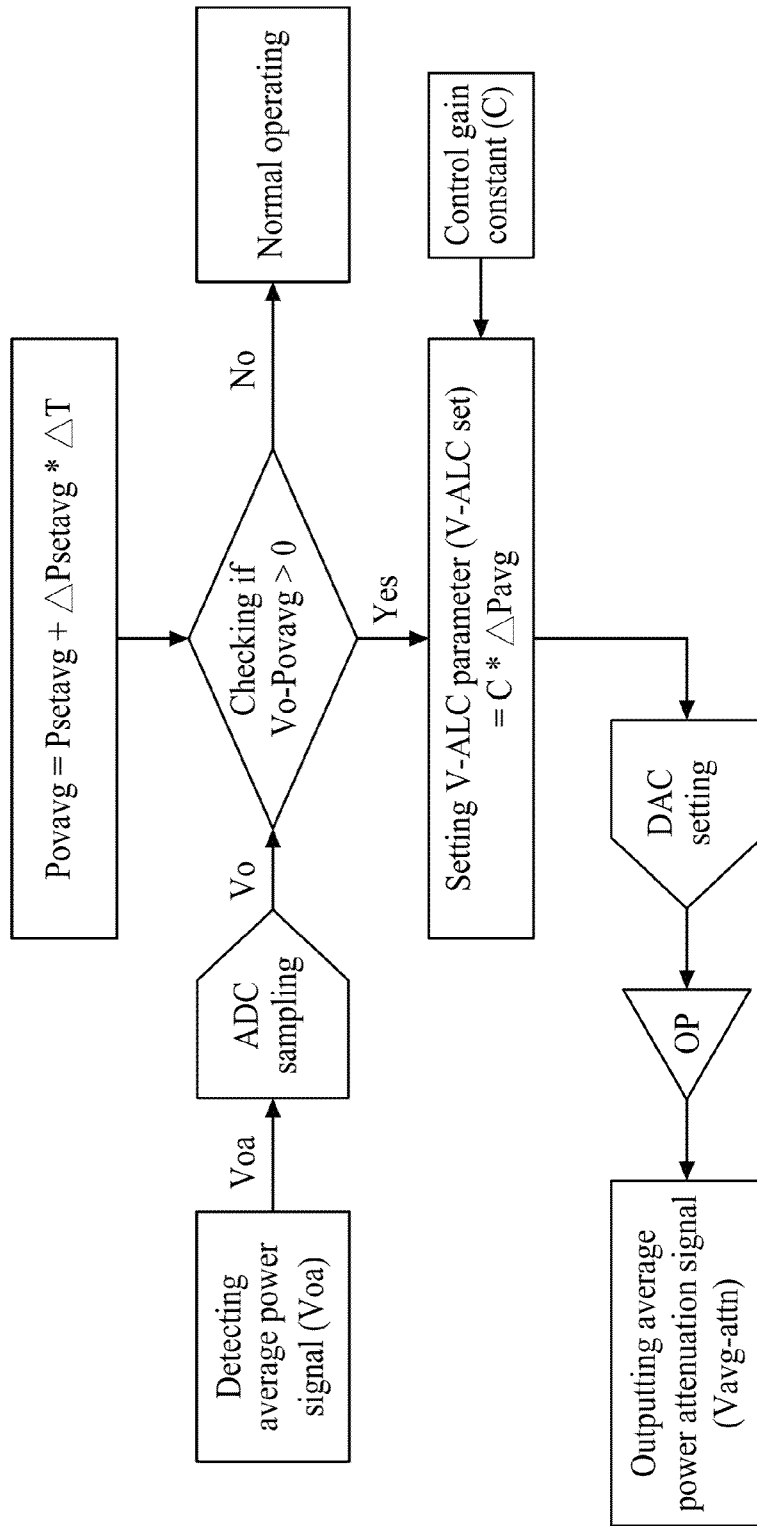 Povavg = Psetavg + △Psetavg * △T
Detecting
average power
signal (Voa)
Voa
ADC
sampling
Vo
Checking if
Vo-Povavg > 0
No
Normal operating
Yes
Setting V-ALC parameter (V-ALC set)
= C * △Pavg
Control gain
constant (C)
DAC
setting
OP
Outputting average
power attenuation signal
(Vavg-attn)